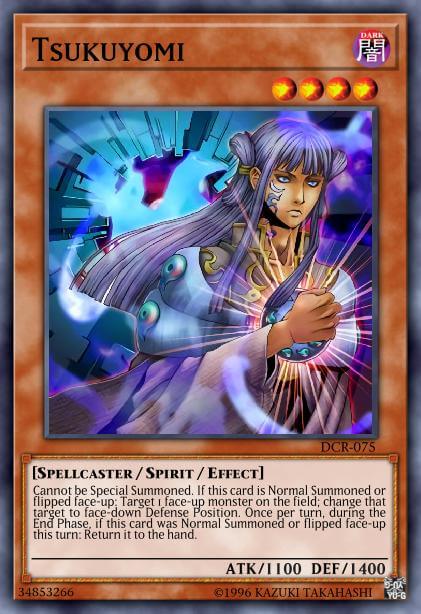 TSUKUYOMI
DARK
闇
DCR-075
[SPELLCASTER / SPIRIT / EFFECT]
Cannot be Special Summoned. If this card is Normal Summoned or
flipped face-up: Target 1 face-up monster on the field; change that
target to face-down Defense Position. Once per turn, during the
End Phase, if this card was Normal Summoned or flipped face-up
this turn: Return it to the hand.
ATK/1100 DEF/1400
34853266
©1996 KAZUKI TAKAHASHI